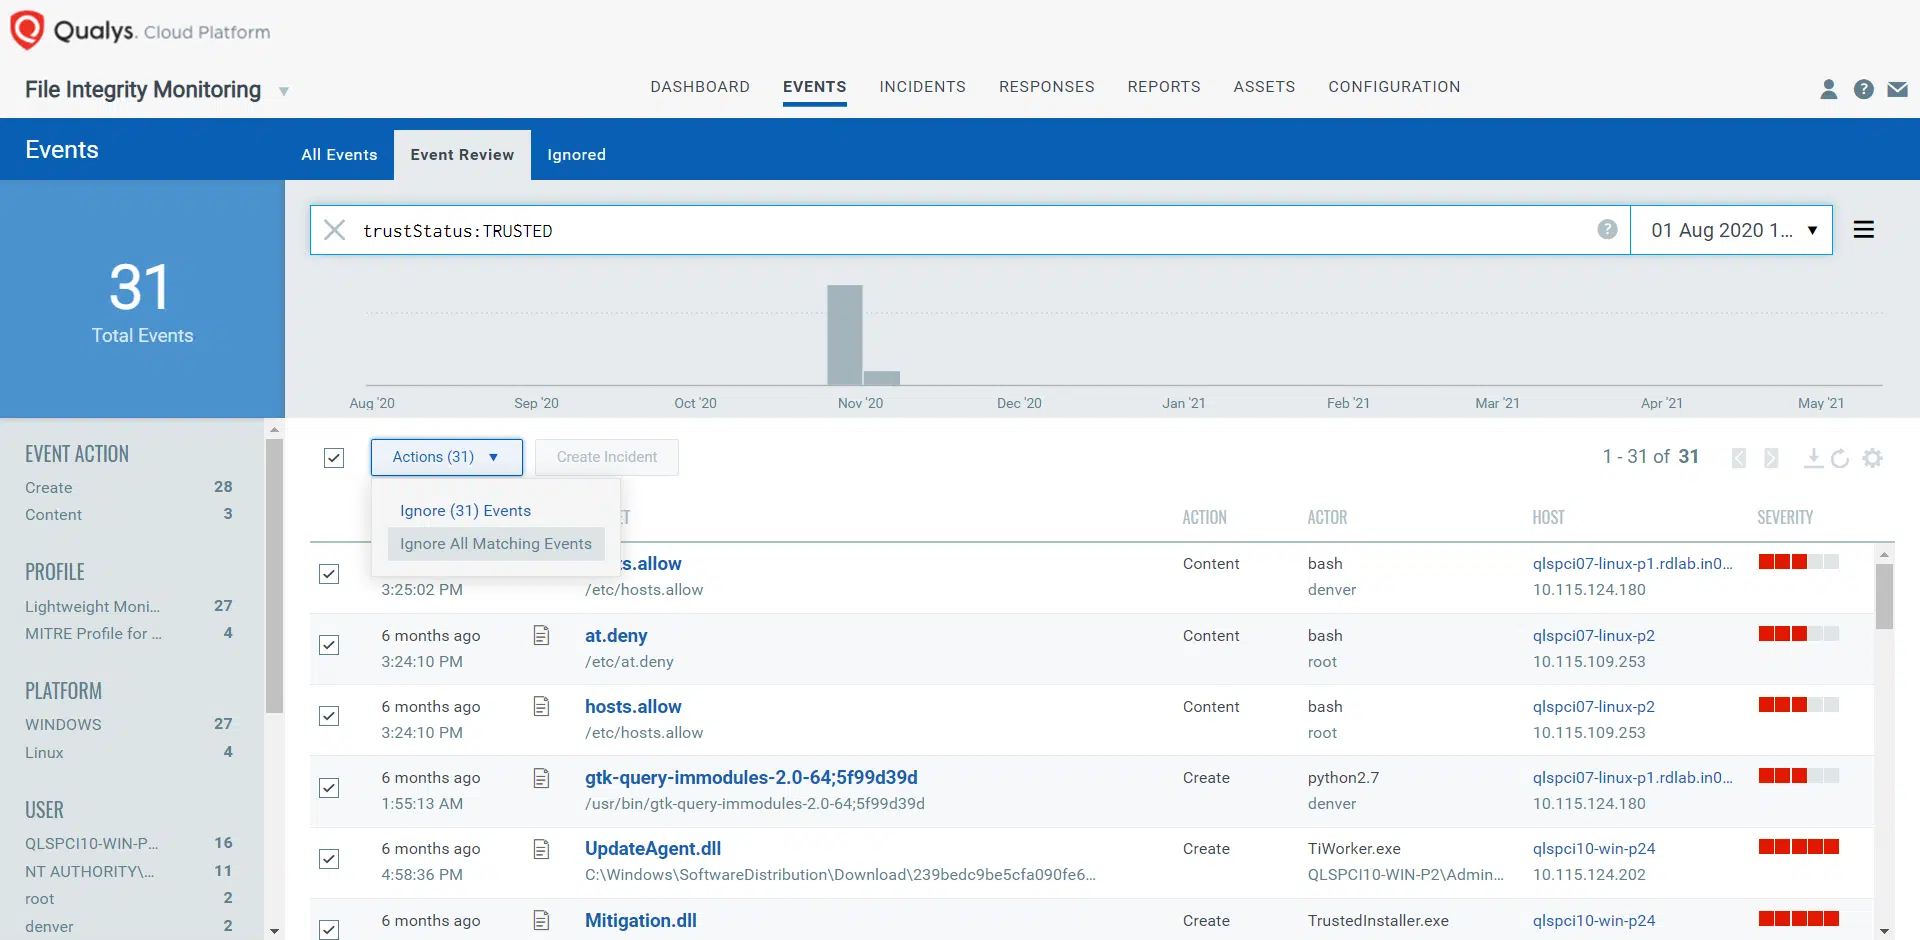 Qualys. Cloud Platform
File Integrity Monitoring
DASHBOARD EVENTS INCIDENTS RESPONSES REPORTS ASSETS CONFIGURATION
Events
All Events Event Review Ignored
31
Total Events
trustStatus:TRUSTED
01 Aug 2020 1...
Aug '20 Sep '20 Oct '20 Nov '20 Dec '20 Jan '21 Feb '21 Mar '21 Apr '21 May '21
EVENT ACTION
Create 28
Content 3
PROFILE
Lightweight Moni... 27
MITRE Profile for ... 4
PLATFORM
WINDOWS 27
Linux 4
USER
QLSPCI10-WIN-P... 16
NT AUTHORITY\... 11
root 2
denver 2
Actions (31) Create Incident
1 - 31 of 31
Ignore (31) Events
Ignore All Matching Events
ACTION ACTOR HOST SEVERITY
s.allow Content bash qlspci07-linux-p1.rdlab.in0...
3:25:02 PM /etc/hosts.allow denver 10.115.124.180
6 months ago at.deny Content bash qlspci07-linux-p2
3:24:10 PM /etc/at.deny root 10.115.109.253
6 months ago hosts.allow Content bash qlspci07-linux-p2
3:24:10 PM /etc/hosts.allow root 10.115.109.253
6 months ago gtk-query-immodules-2.0-64;5f99d39d Create python2.7 qlspci07-linux-p1.rdlab.in0...
1:55:13 AM /usr/bin/gtk-query-immodules-2.0-64;5f99d39d denver 10.115.124.180
6 months ago UpdateAgent.dll Create TiWorker.exe qlspci10-win-p24
4:58:36 PM C:\Windows\SoftwareDistribution\Download\239bedc9be5cfa090fe6... QLSPCI10-WIN-P2\Admin... 10.115.124.202
6 months ago Mitigation.dll Create TrustedInstaller.exe qlspci10-win-p24